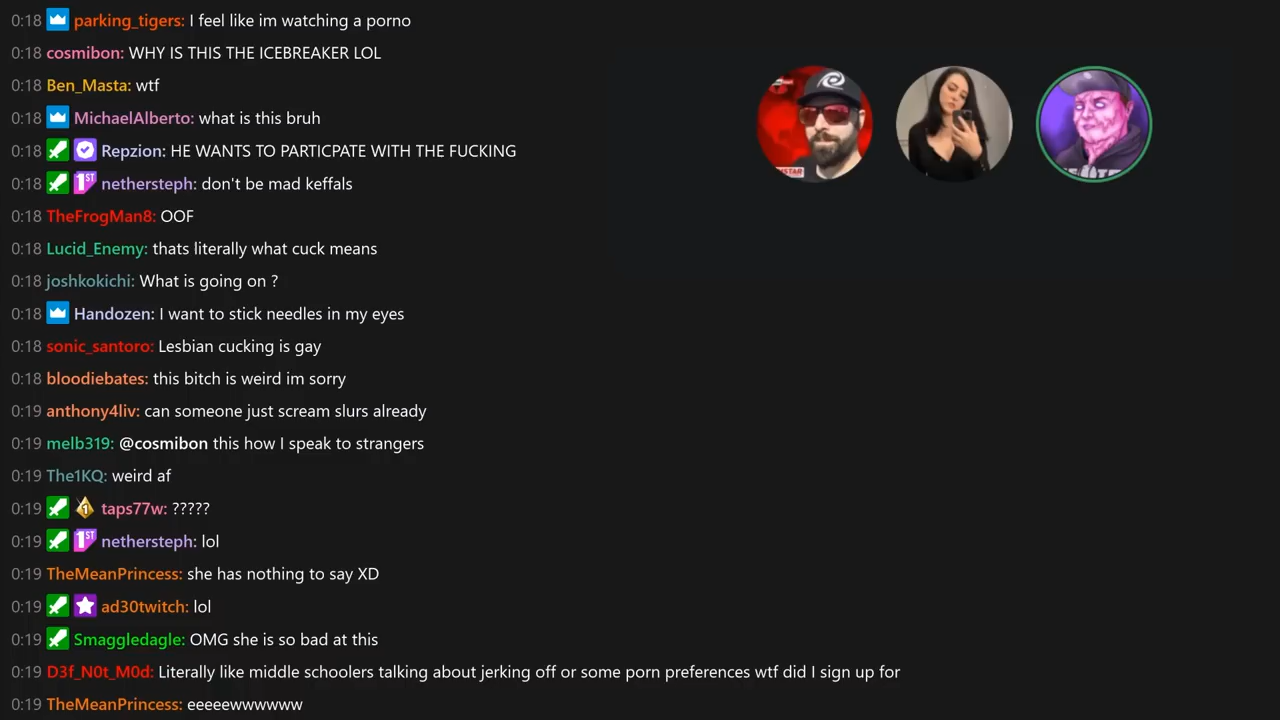 0:18 parking_tigers: I feel like im watching a porno
0:18 cosmibon: WHY IS THIS THE ICEBREAKER LOL
0:18 Ben_Masta: wtf
0:18 MichaelAlberto: what is this bruh
0:18 Repzion: HE WANTS TO PARTICPATE WITH THE FUCKING
0:18 1ST nethersteph: don't be mad keffals
0:18 TheFrogMan8: OOF
0:18 Lucid_Enemy: thats literally what cuck means
0:18 joshkokichi: What is going on ?
0:18 Handozen: I want to stick needles in my eyes
0:18 sonic_santoro: Lesbian cucking is gay
0:18 bloodiebates: this bitch is weird im sorry
0:19 anthony4liv: can someone just scream slurs already
0:19 melb319: @cosmibon this how I speak to strangers
0:19 The1KQ: weird af
0:19 1 taps77w: ?????
0:19 1ST nethersteph: lol
0:19 TheMeanPrincess: she has nothing to say XD
0:19 ad30twitch: lol
0:19 Smaggledagle: OMG she is so bad at this
0:19 D3f_N0t_M0d: Literally like middle schoolers talking about jerking off or some porn preferences wtf did I sign up for
0:19 TheMeanPrincess: eeeeewwwwww